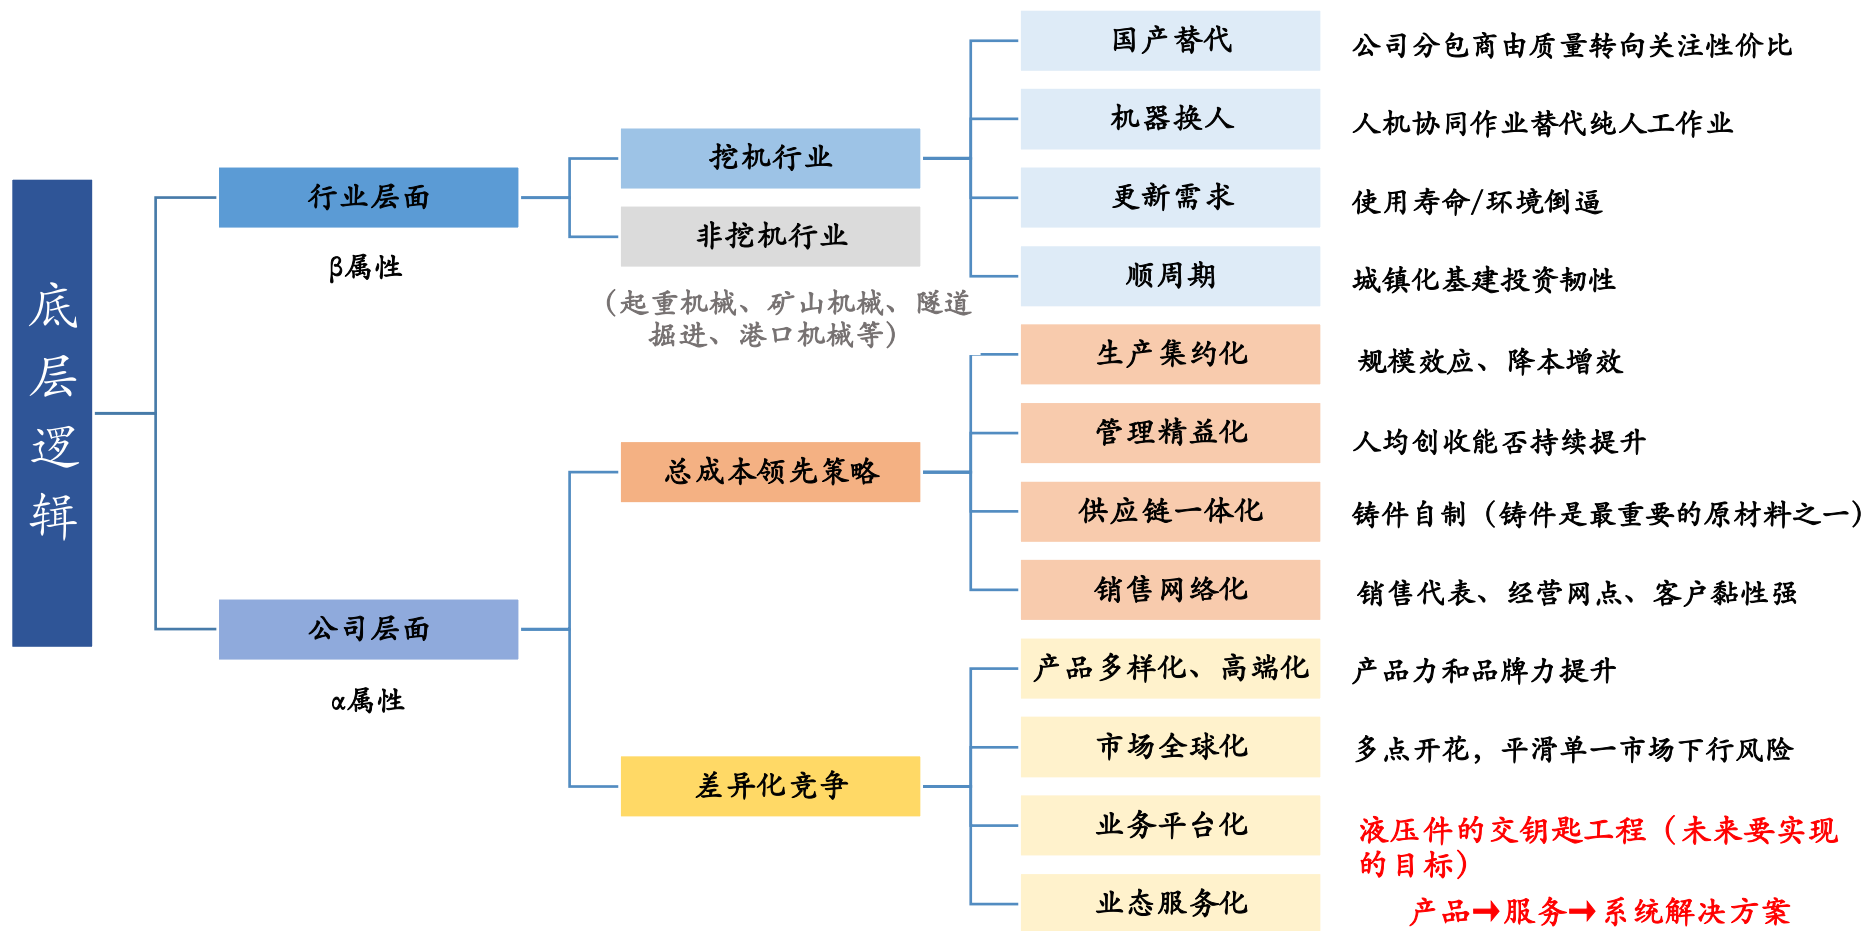 底层逻辑
行业层面
β属性
公司层面
α属性
挖机行业
非挖机行业
（起重机械、矿山机械、隧道
掘进、港口机械等）
总成本领先策略
差异化竞争
国产替代
公司分包商由质量转向关注性价比
机器换人
人机协同作业替代纯人工作业
更新需求
使用寿命/环境倒逼
顺周期
城镇化基建投资韧性
生产集约化
规模效应、降本增效
管理精益化
人均创收能否持续提升
供应链一体化
铸件自制（铸件是最重要的原材料之一）
销售网络化
销售代表、经营网点、客户黏性强
产品多样化、高端化
产品力和品牌力提升
市场全球化
多点开花，平滑单一市场下行风险
业务平台化
液压件的交钥匙工程（未来要实现
的目标）
业态服务化
产品→服务→系统解决方案